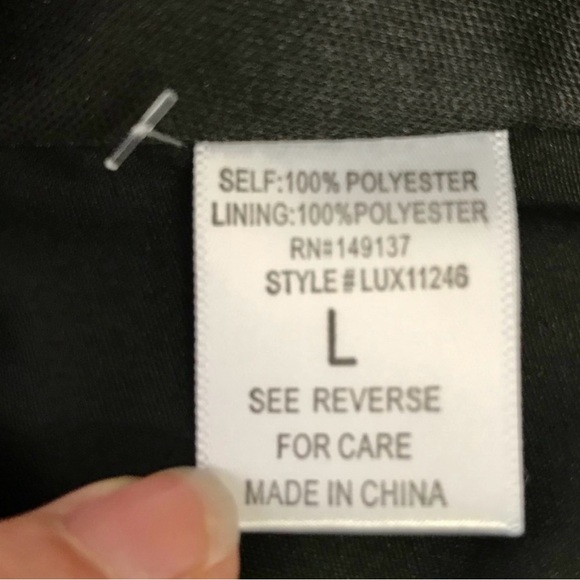 SELF:100% POLYESTER
LINING:100%POLYESTER
RN#149137
STYLE#LUX11246
L
SEE REVERSE
FOR CARE
MADE IN CHINA